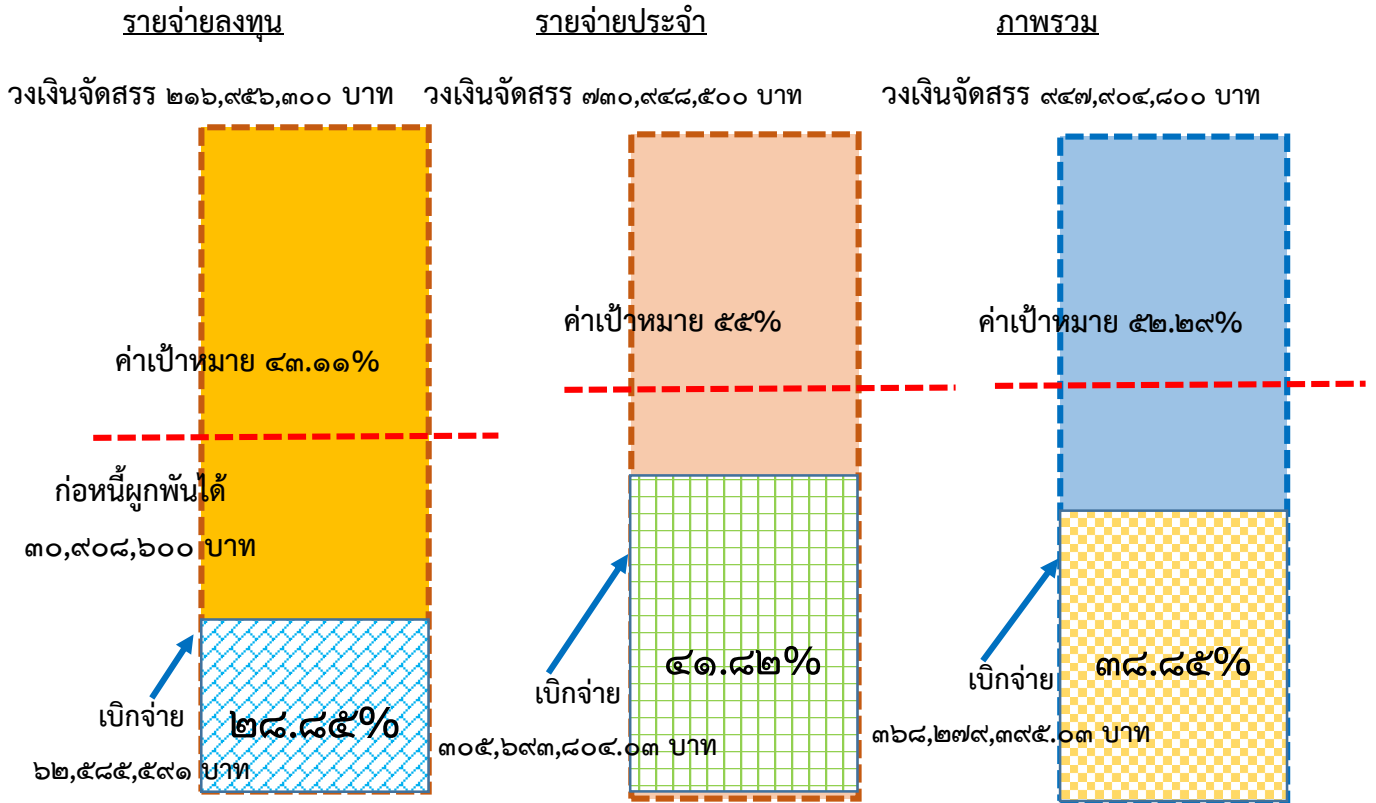 รายจ่ายลงทุน
วงเงินจัดสรร ๒๑๖,๙๕๖,๓๐๐ บาท
ค่าเป้าหมาย ๔๓.๑๑%
ก่อหนี้ผูกพันได้
๓๐,๙๐๘,๖๐๐ บาท
เบิกจ่าย
๒๘.๘๕%
๖๒,๕๘๕,๕๙๑ บาท
รายจ่ายประจำ
วงเงินจัดสรร ๗๓๐,๙๔๘,๕๐๐ บาท
ค่าเป้าหมาย ๕๕%
๔๑.๘๒%
เบิกจ่าย
๓๐๕,๖๙๓,๘๐๔.๐๓ บาท
ภาพรวม
วงเงินจัดสรร ๙๔๗,๙๐๔,๘๐๐ บาท
ค่าเป้าหมาย ๕๒.๒๙%
๓๘.๘๕%
เบิกจ่าย
๓๖๘,๒๗๙,๓๙๕.๐๓ บาท